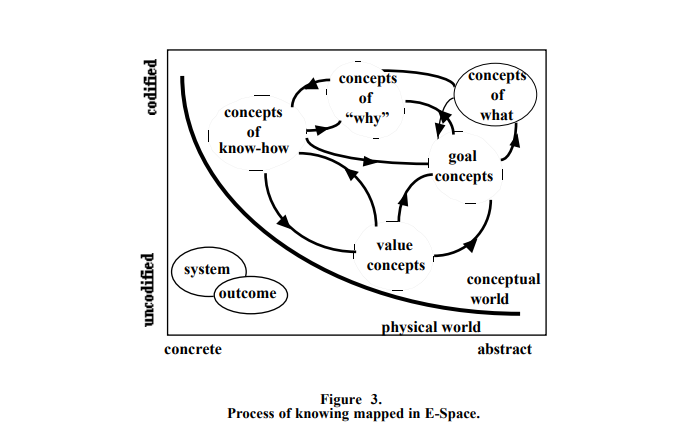 codified
uncodified
concepts
of
know-how
concepts
of
“why”
concepts
of
what
goal
concepts
value
concepts
system
outcome
conceptual
world
physical world
concrete
abstract
Figure 3.
Process of knowing mapped in E-Space.